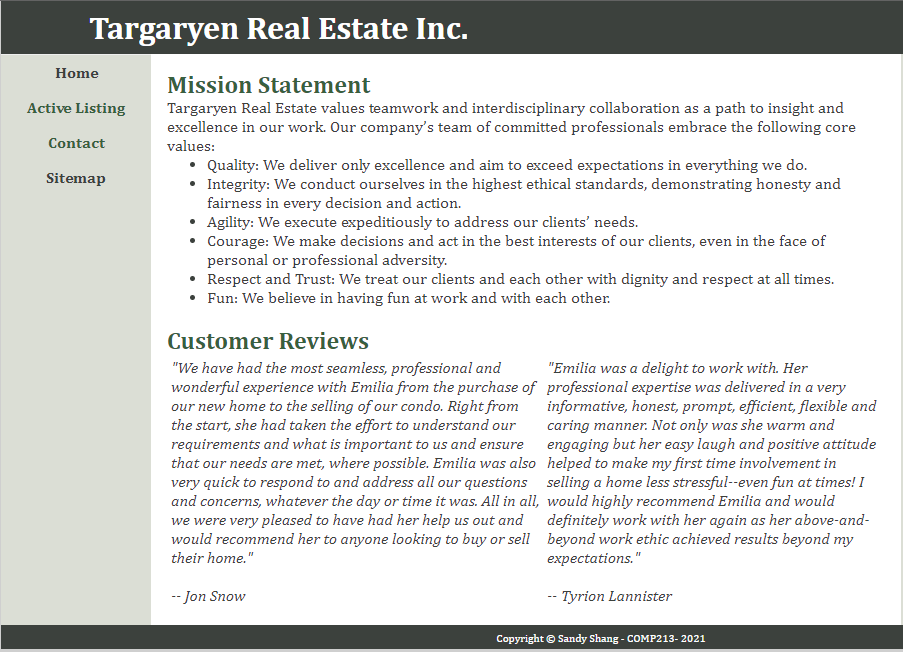 Targaryen Real Estate Inc.
Home
Active Listing
Contact
Sitemap
Mission Statement
Targaryen Real Estate values teamwork and interdisciplinary collaboration as a path to insight and
excellence in our work. Our company’s team of committed professionals embrace the following core
values:
• Quality: We deliver only excellence and aim to exceed expectations in everything we do.
• Integrity: We conduct ourselves in the highest ethical standards, demonstrating honesty and
fairness in every decision and action.
• Agility: We execute expeditiously to address our clients’ needs.
• Courage: We make decisions and act in the best interests of our clients, even in the face of
personal or professional adversity.
• Respect and Trust: We treat our clients and each other with dignity and respect at all times.
• Fun: We believe in having fun at work and with each other.
Customer Reviews
"We have had the most seamless, professional and
wonderful experience with Emilia from the purchase of
our new home to the selling of our condo. Right from
the start, she had taken the effort to understand our
requirements and what is important to us and ensure
that our needs are met, where possible. Emilia was also
very quick to respond to and address all our questions
and concerns, whatever the day or time it was. All in all,
we were very pleased to have had her help us out and
would recommend her to anyone looking to buy or sell
their home."
-- Jon Snow
"Emilia was a delight to work with. Her
professional expertise was delivered in a very
informative, honest, prompt, efficient, flexible and
caring manner. Not only was she warm and
engaging but her easy laugh and positive attitude
helped to make my first time involvement in
selling a home less stressful--even fun at times! I
would highly recommend Emilia and would
definitely work with her again as her above-and-
beyond work ethic achieved results beyond my
expectations."
-- Tyrion Lannister
Copyright © Sandy Shang - COMP213- 2021